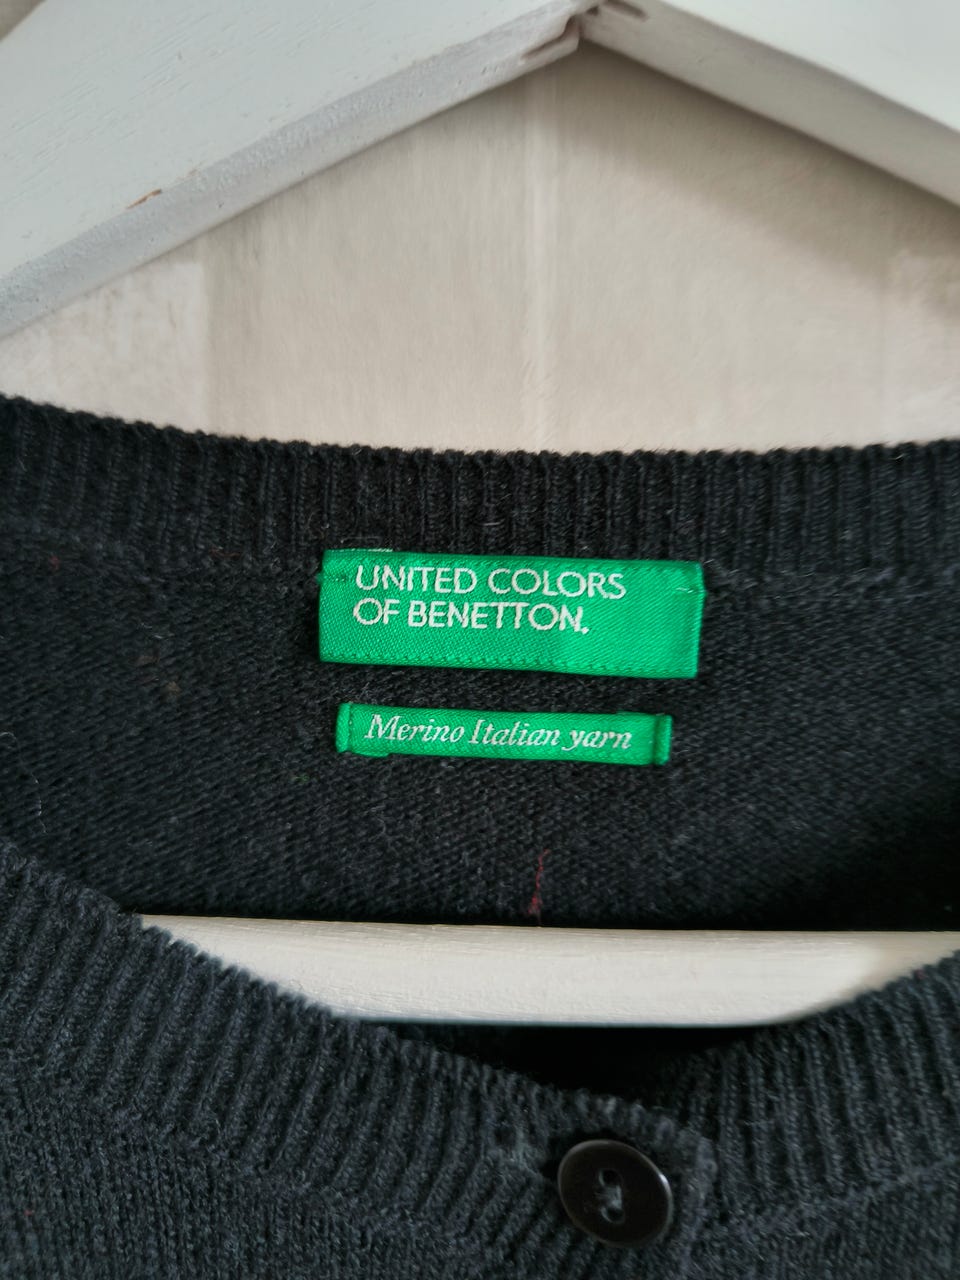 UNITED COLORS
OF BENETTON.
Merino Italian yarn